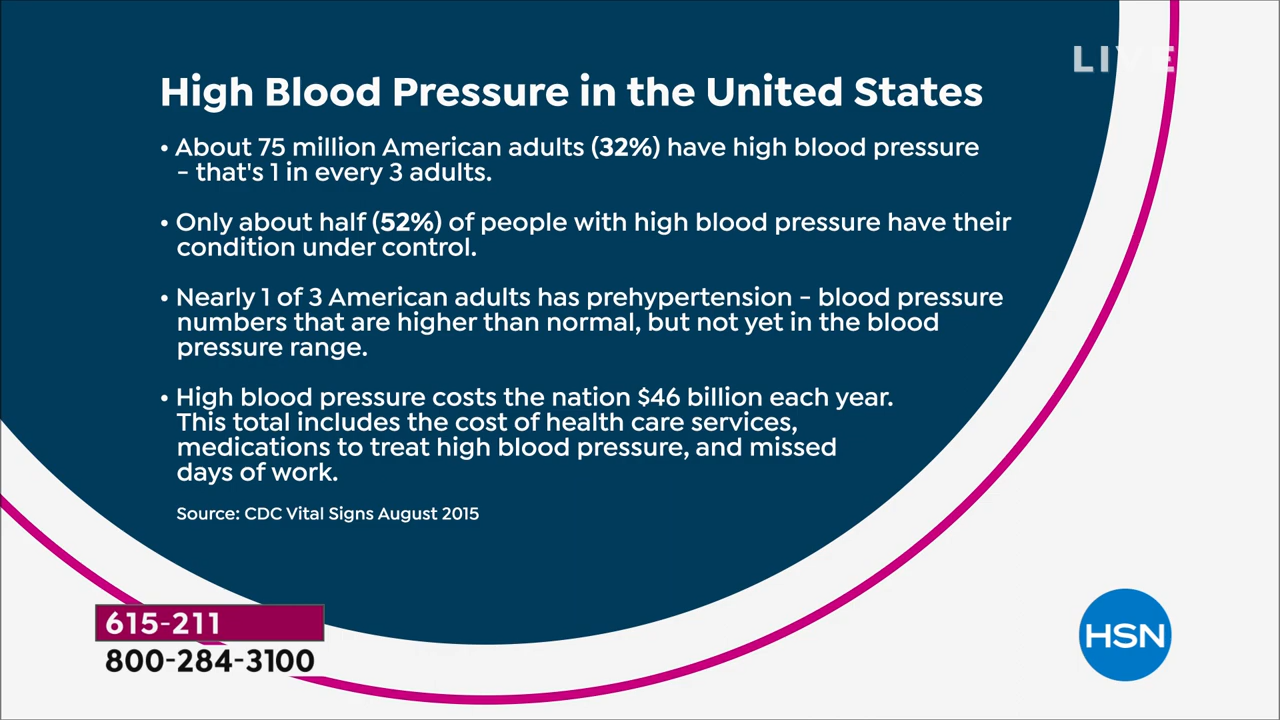 LIVE
High Blood Pressure in the United States
• About 75 million American adults (32%) have high blood pressure
- that's 1 in every 3 adults.
• Only about half (52%) of people with high blood pressure have their
condition under control.
• Nearly 1 of 3 American adults has prehypertension - blood pressure
numbers that are higher than normal, but not yet in the blood
pressure range.
• High blood pressure costs the nation $46 billion each year.
This total includes the cost of health care services,
medications to treat high blood pressure, and missed
days of work.
Source: CDC Vital Signs August 2015
615-211
800-284-3100
HSN